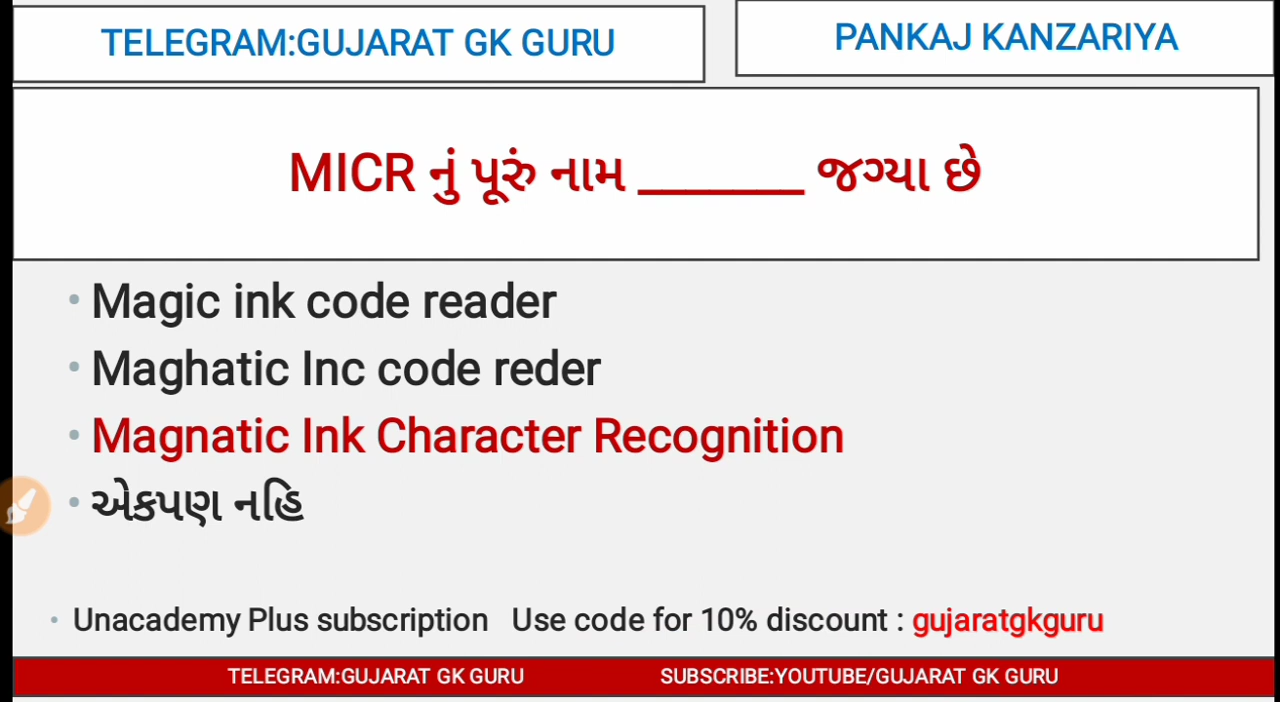 TELEGRAM:GUJARAT GK GURU
PANKAJ KANZARIYA
MICR નું પૂરું નામ _______ જગ્યા છે
• Magic ink code reader
• Maghatic Inc code reder
• Magnatic Ink Character Recognition
• એકપણ નહિ
• Unacademy Plus subscription Use code for 10% discount : gujaratgkguru
TELEGRAM:GUJARAT GK GURU SUBSCRIBE:YOUTUBE/GUJARAT GK GURU